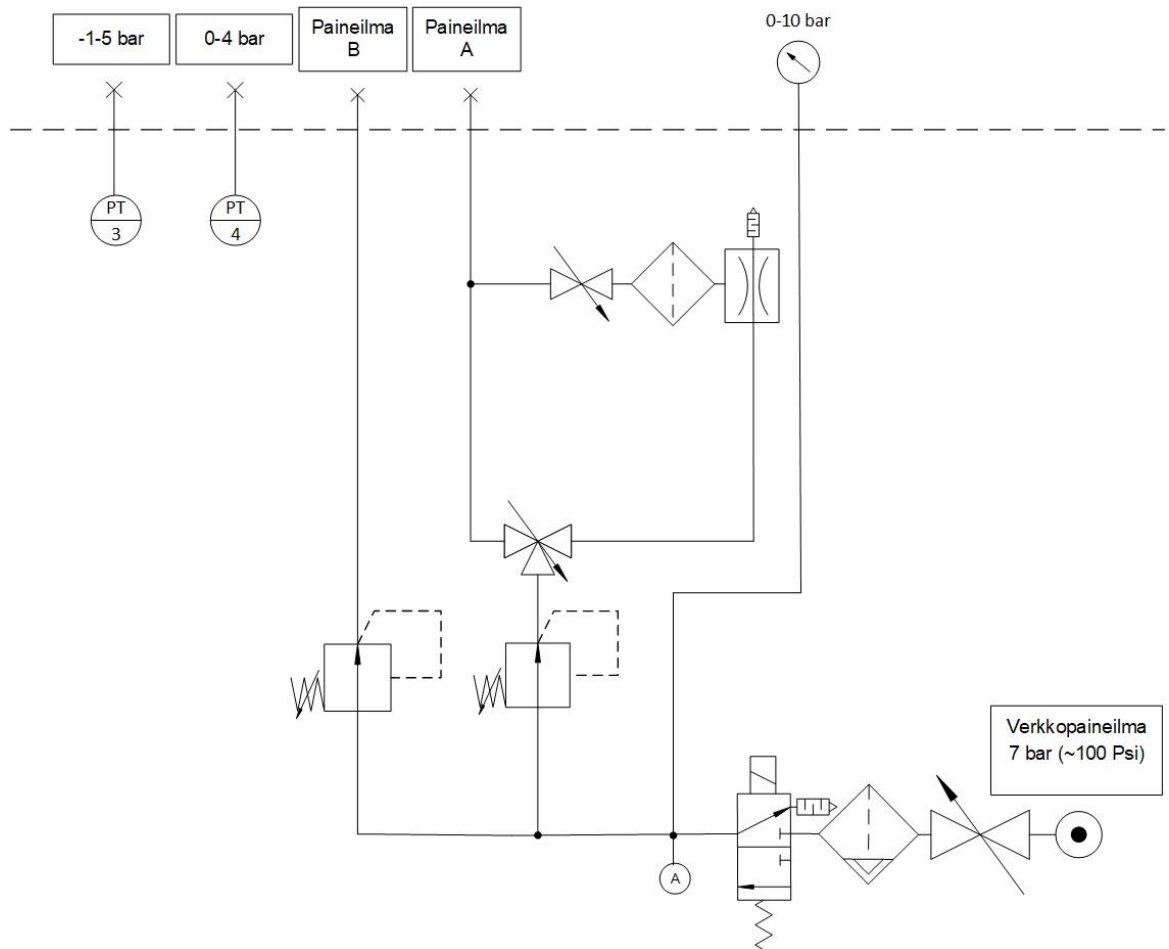 -1-5 bar
0-4 bar
Paineilma
B
Paineilma
A
0-10 bar
PT
3
PT
4
Verkkopaineilma
7 bar (~100 Psi)
A